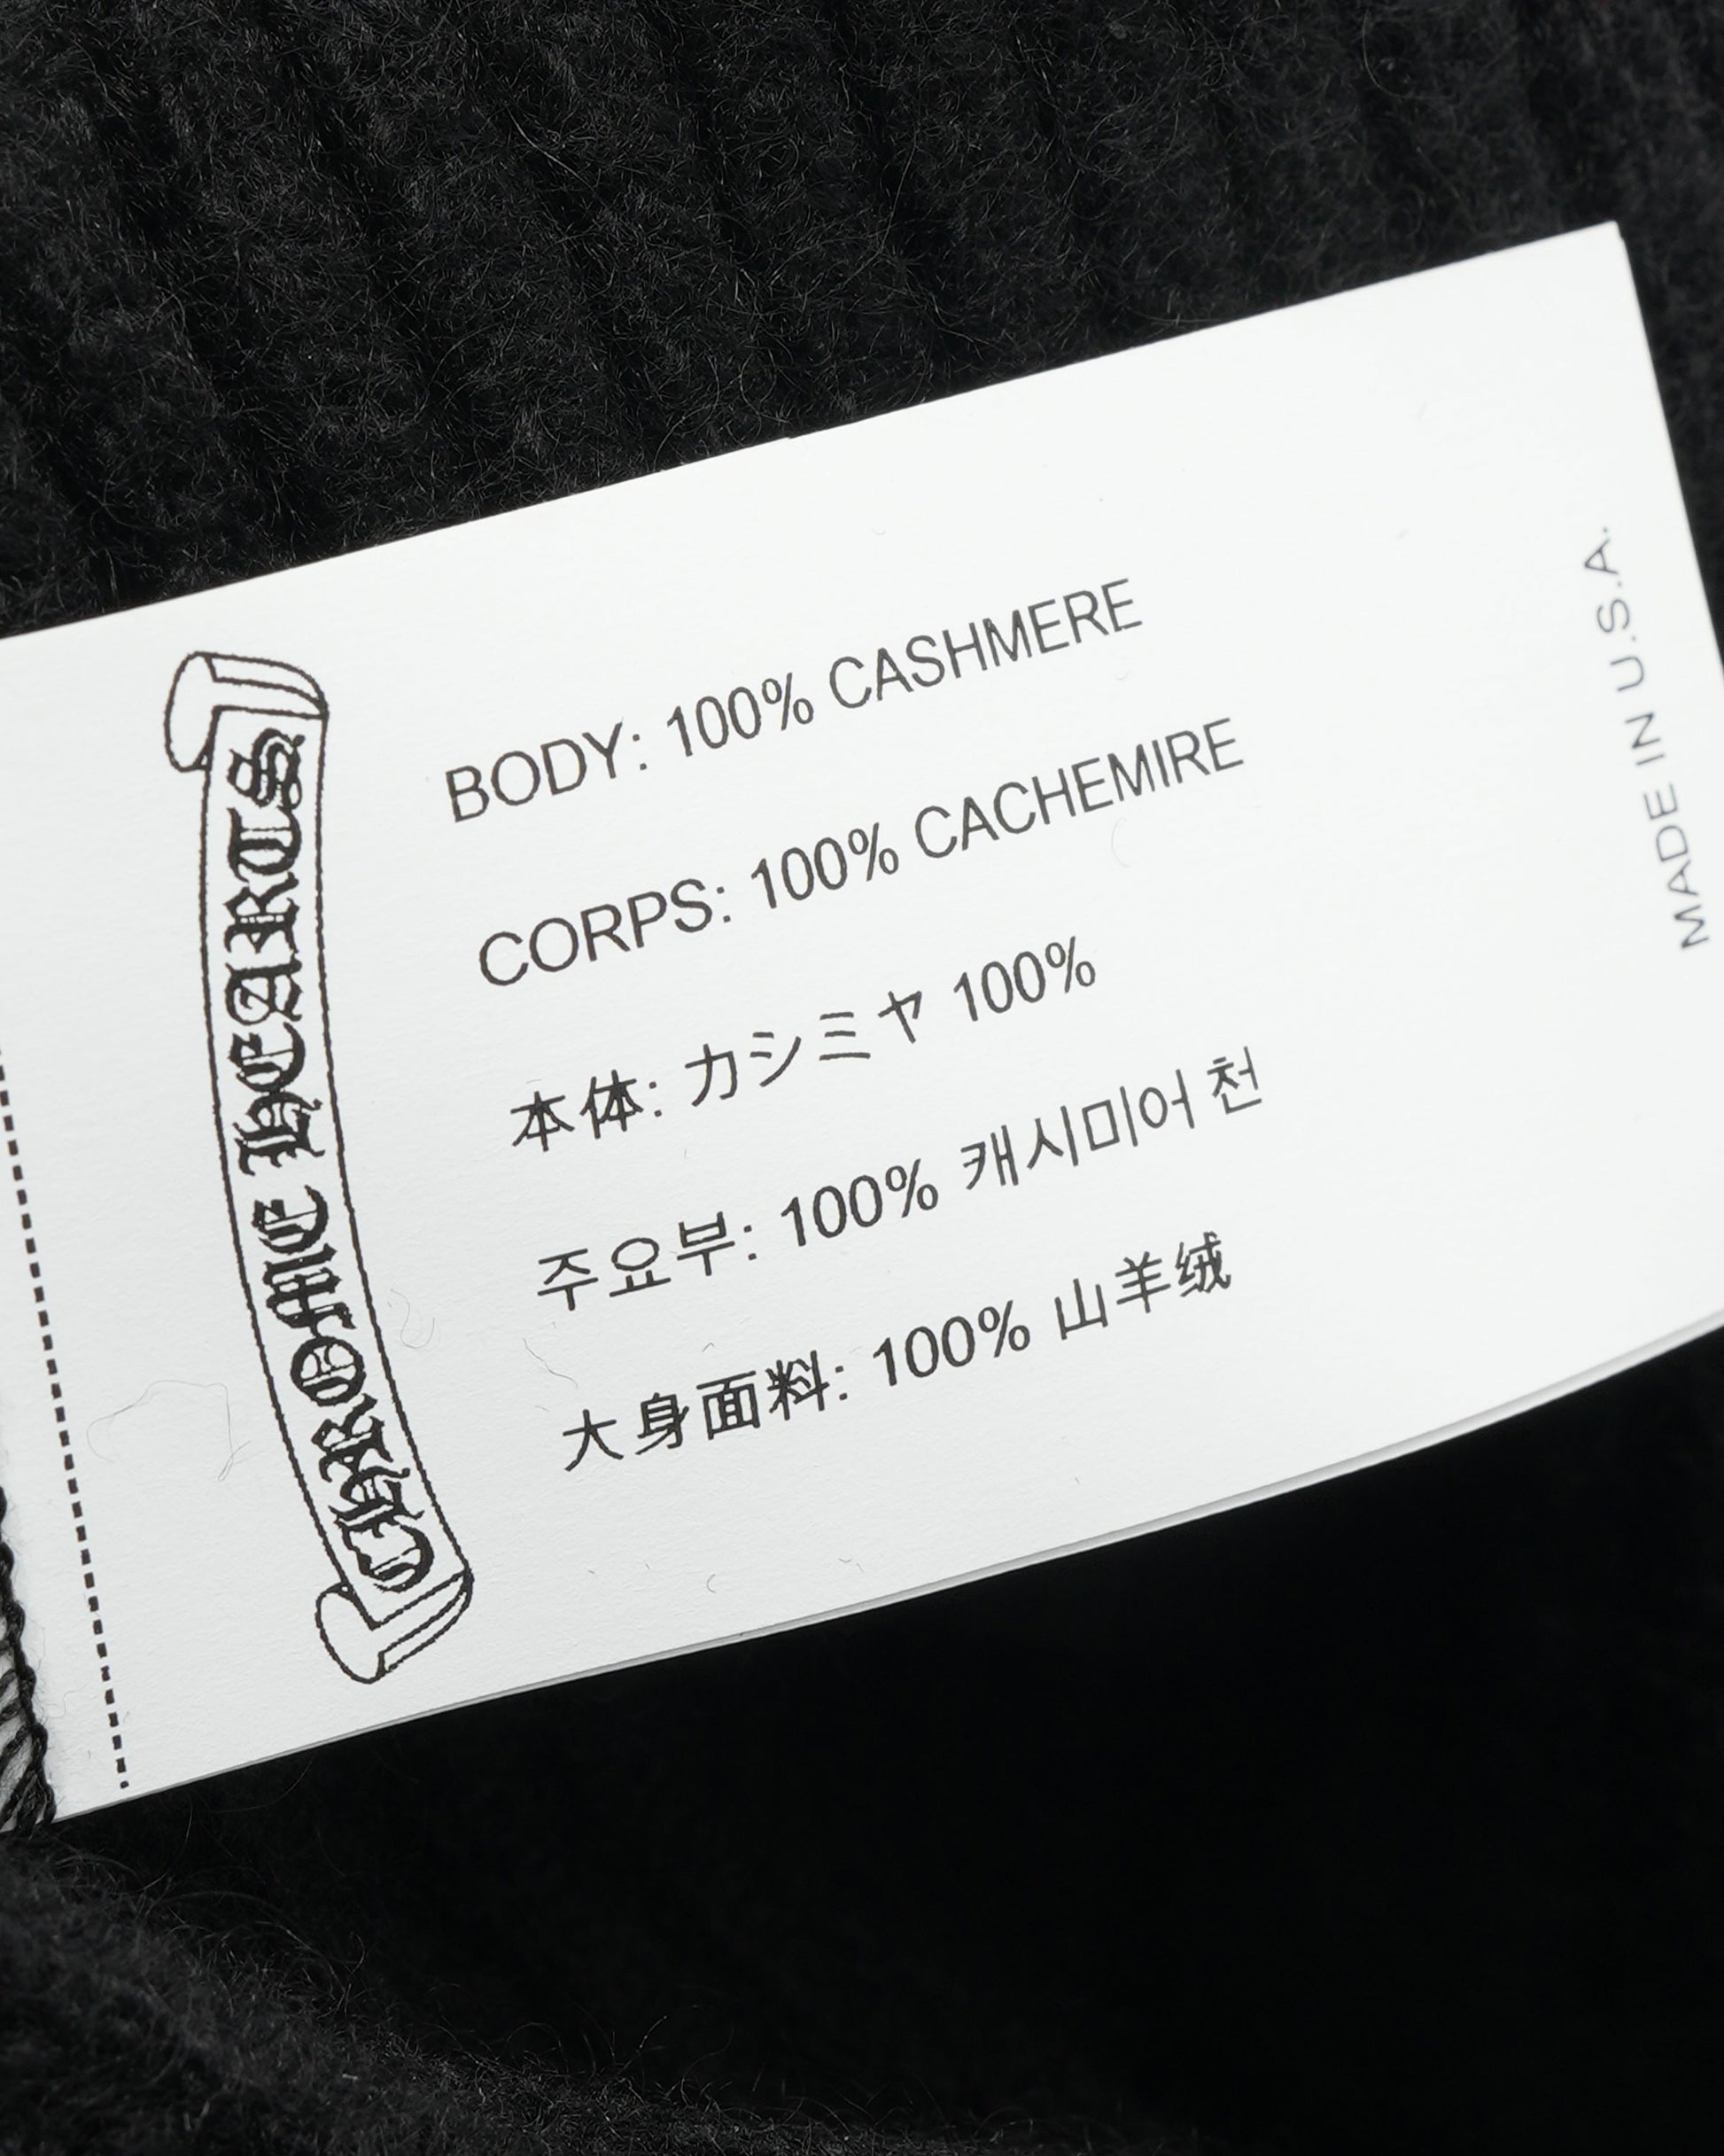 CHROME HEARTS
BODY: 100% CASHMERE
CORPS: 100% CACHEMIRE
本体: カシミヤ 100%
주요부: 100% 캐시미어 천
大身面料: 100% 山羊绒
MADE IN U.S.A.